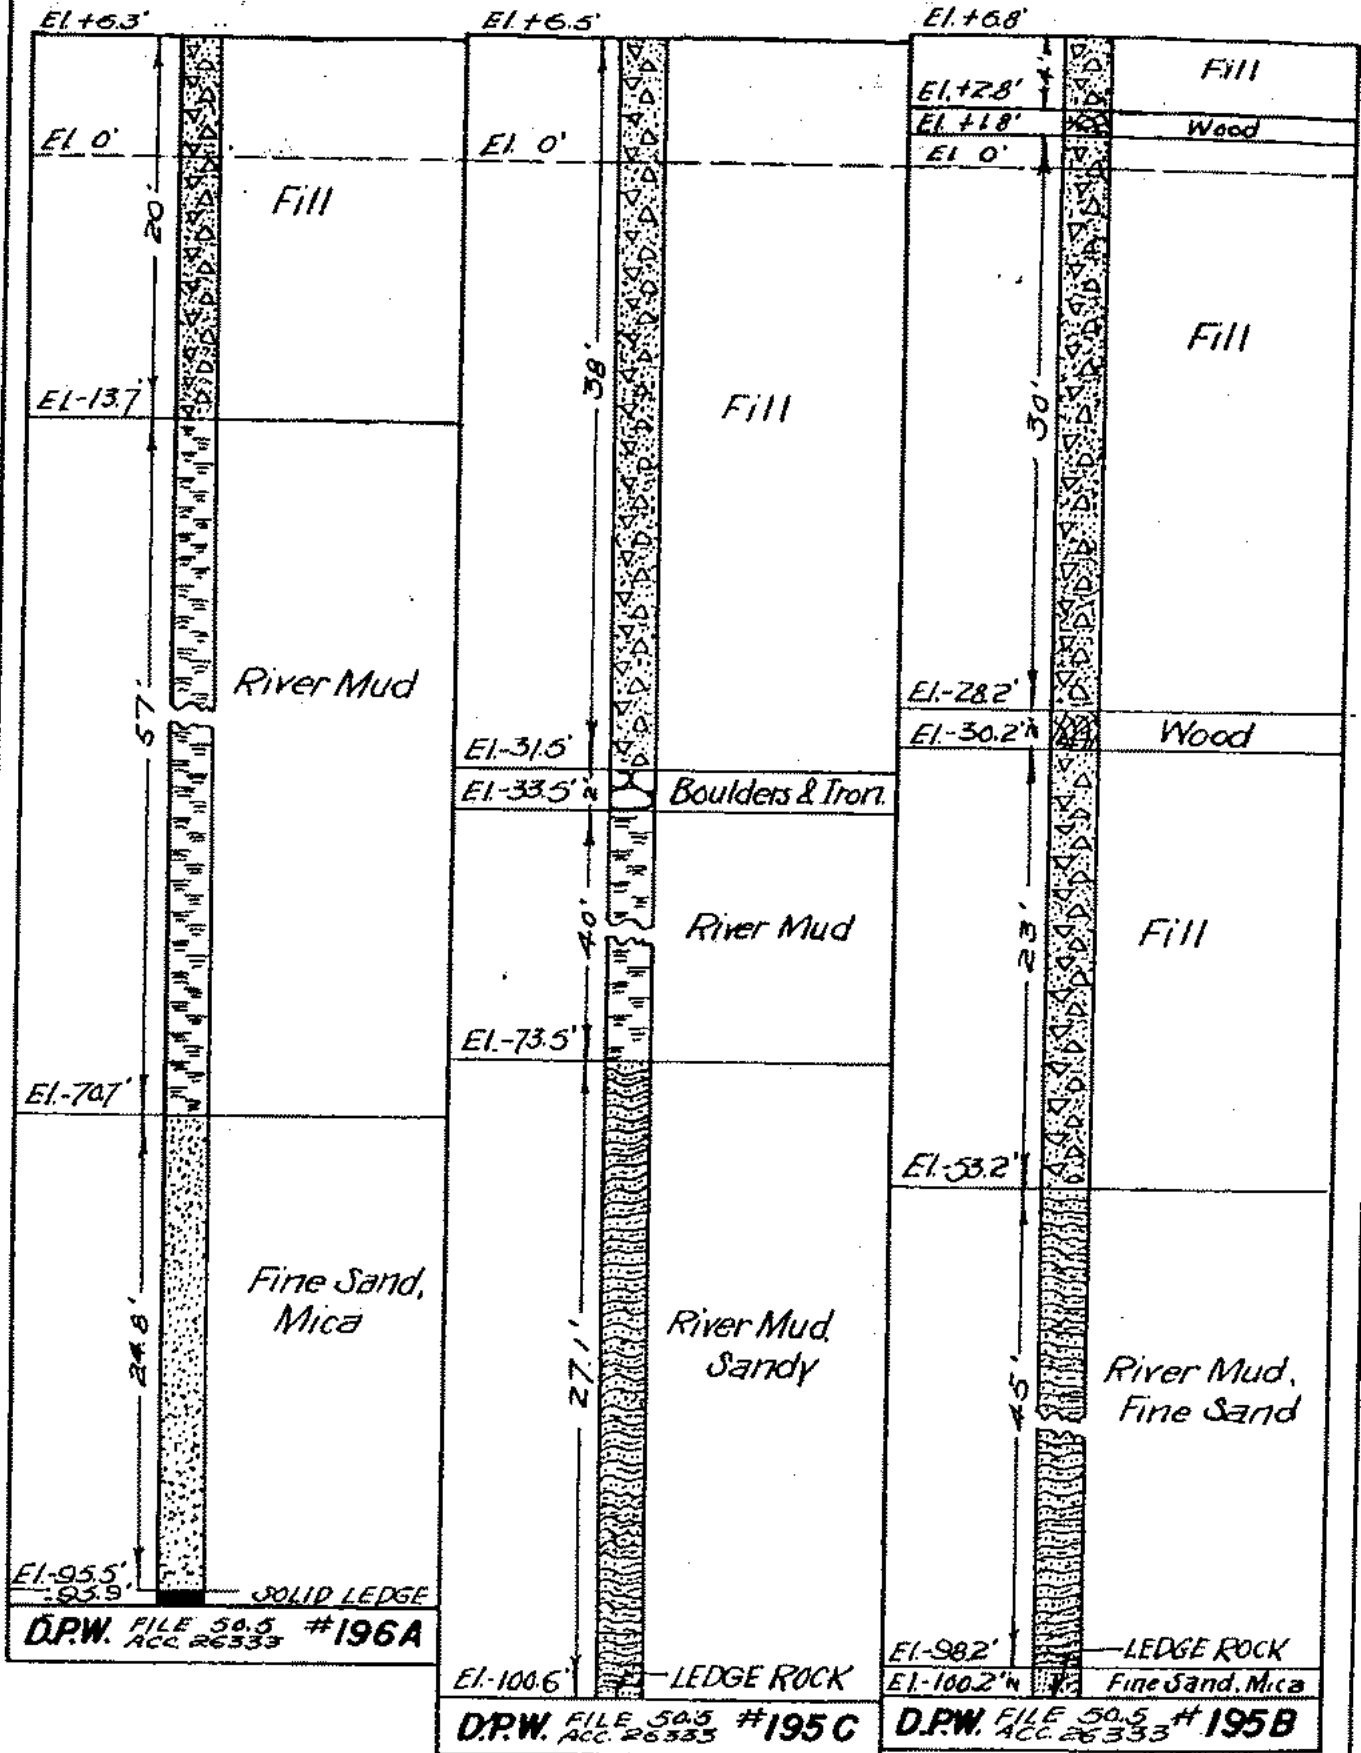 El. +6.3'
20'
El. 0'
Fill
El.-13.7'
57'
River Mud
El.-70.7'
24.8'
Fine Sand,
Mica
El.-95.5'
-95.9'
SOLID LEDGE
D.P.W. FILE 50.5 ACC. 26333 #196A
El. +6.5'
El. 0'
38'
Fill
El.-31.5'
El.-33.5'
2'
Boulders & Iron.
40'
River Mud
El.-73.5'
27.1'
River Mud,
Sandy
El.-100.6'
LEDGE ROCK
D.P.W. FILE 50.5 ACC. 26333 #195C
El. +6.8'
4'
Fill
El. +2.8'
El. +1.8'
Wood
El. 0'
30'
Fill
El.-28.2'
El.-30.2'
2'
Wood
23'
Fill
El.-53.2'
45'
River Mud,
Fine Sand
El.-98.2'
LEDGE ROCK
El.-100.2'
Fine Sand, Mica
D.P.W. FILE 50.5 ACC. 26333 #195B